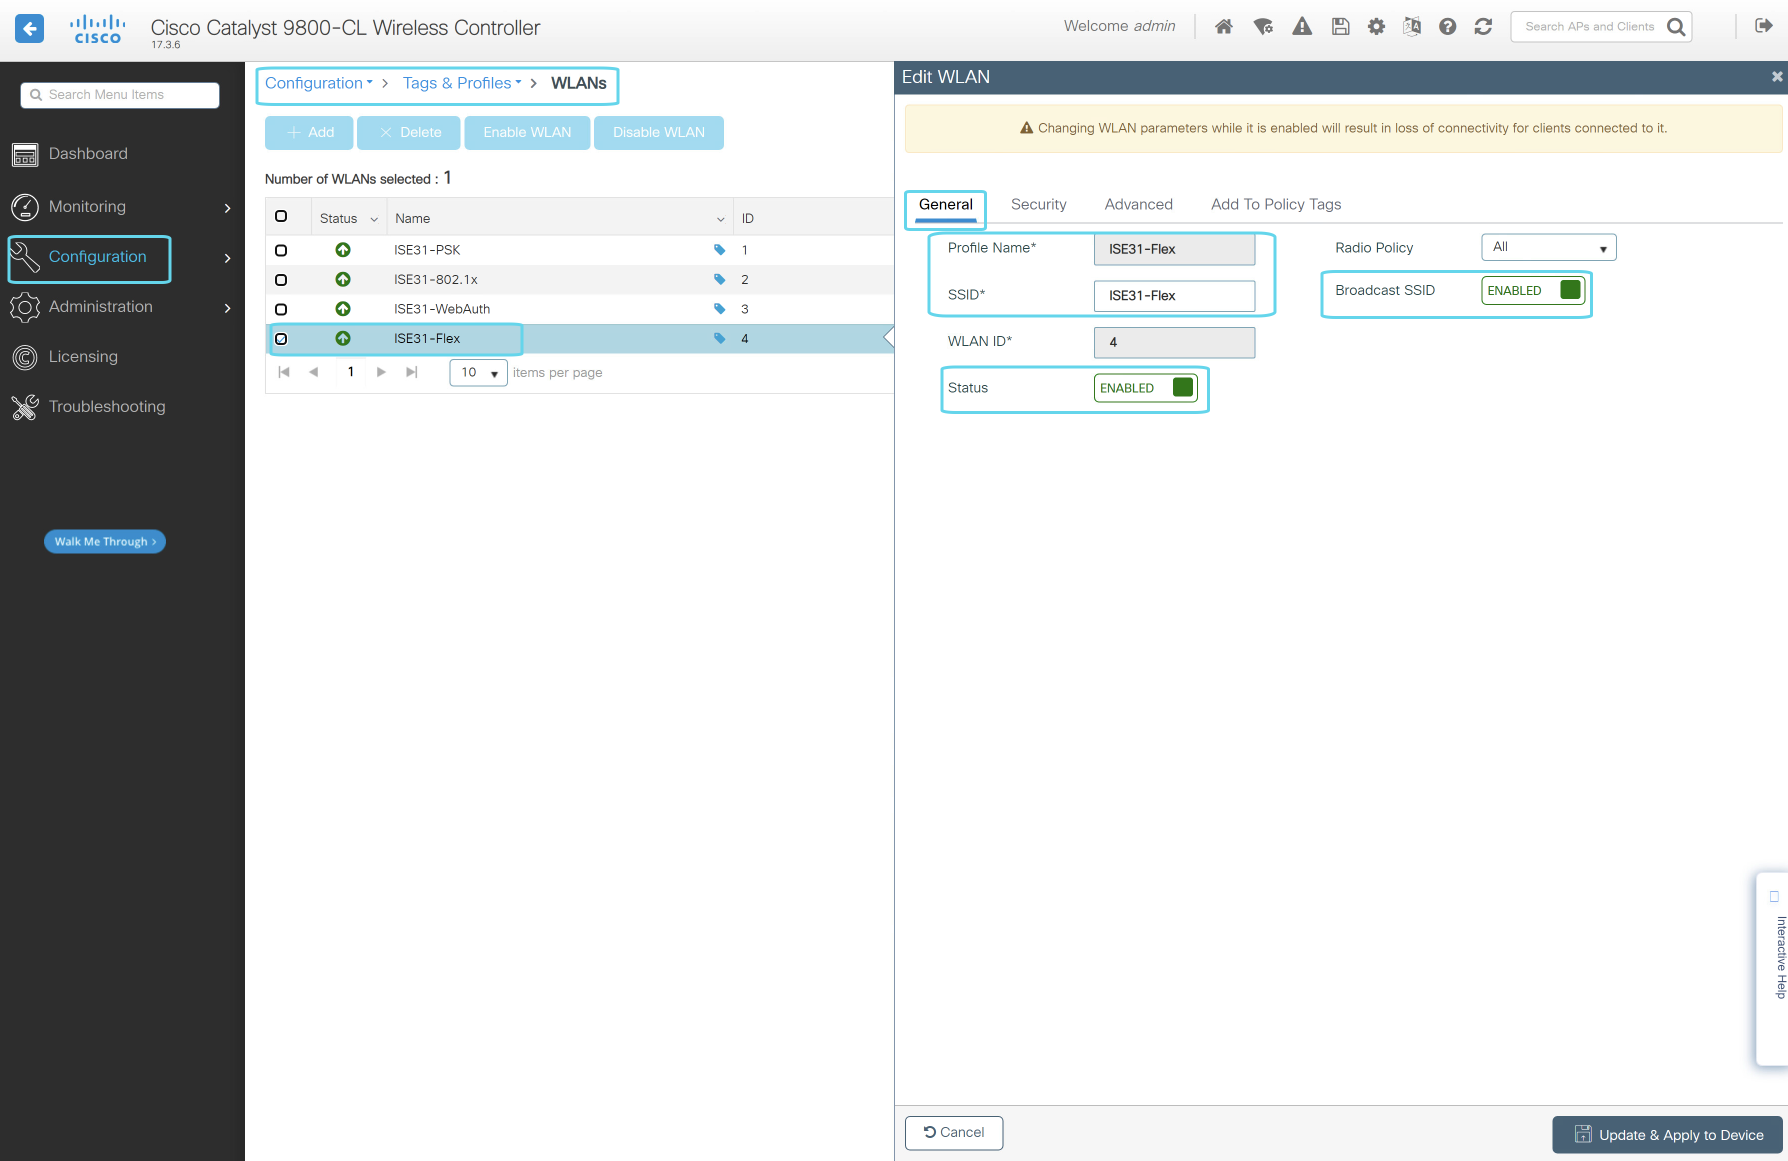 Cisco Catalyst 9800-CL Wireless Controller
CISCO
17.3.6
Welcome admin
Search APs and Clients
Search Menu Items
Dashboard
Monitoring
Configuration
Administration
Licensing
Troubleshooting
Walk Me Through >
Configuration > Tags & Profiles > WLANs
+ Add
× Delete
Enable WLAN
Disable WLAN
Number of WLANs selected : 1
Status Name ID
ISE31-PSK 1
ISE31-802.1x 2
ISE31-WebAuth 3
ISE31-Flex 4
1 10 items per page
Edit WLAN
Changing WLAN parameters while it is enabled will result in loss of connectivity for clients connected to it.
General Security Advanced Add To Policy Tags
Profile Name* ISE31-Flex
SSID* ISE31-Flex
WLAN ID* 4
Status ENABLED
Radio Policy All
Broadcast SSID ENABLED
Interactive Help
Cancel
Update & Apply to Device